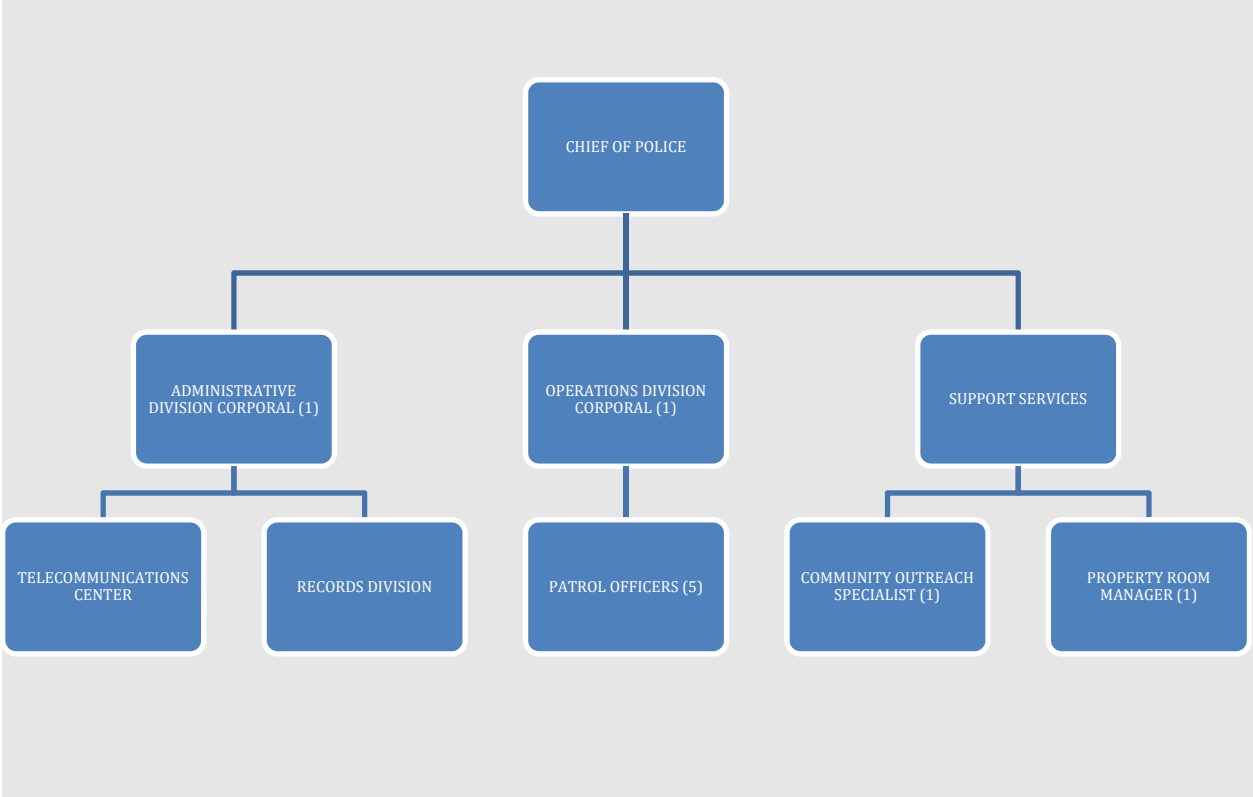 CHIEF OF POLICE
ADMINISTRATIVE
DIVISION CORPORAL (1)
OPERATIONS DIVISION
CORPORAL (1)
SUPPORT SERVICES
TELECOMMUNICATIONS
CENTER
RECORDS DIVISION
PATROL OFFICERS (5)
COMMUNITY OUTREACH
SPECIALIST (1)
PROPERTY ROOM
MANAGER (1)